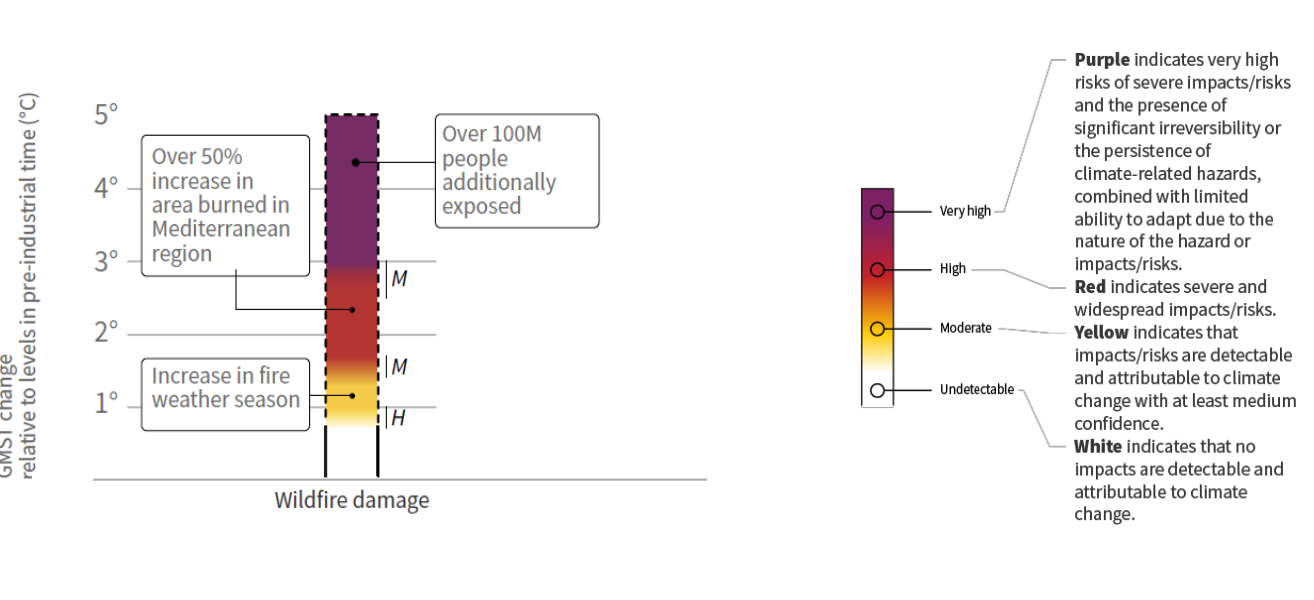 GMST change
relative to levels in pre-industrial time (°C)
5°
4°
3°
2°
1°
Over 50%
increase in
area burned in
Mediterranean
region
Increase in fire
weather season
Over 100M
people
additionally
exposed
M
M
H
Wildfire damage
Very high
High
Moderate
Undetectable
Purple indicates very high
risks of severe impacts/risks
and the presence of
significant irreversibility or
the persistence of
climate-related hazards,
combined with limited
ability to adapt due to the
nature of the hazard or
impacts/risks.
Red indicates severe and
widespread impacts/risks.
Yellow indicates that
impacts/risks are detectable
and attributable to climate
change with at least medium
confidence.
White indicates that no
impacts are detectable and
attributable to climate
change.